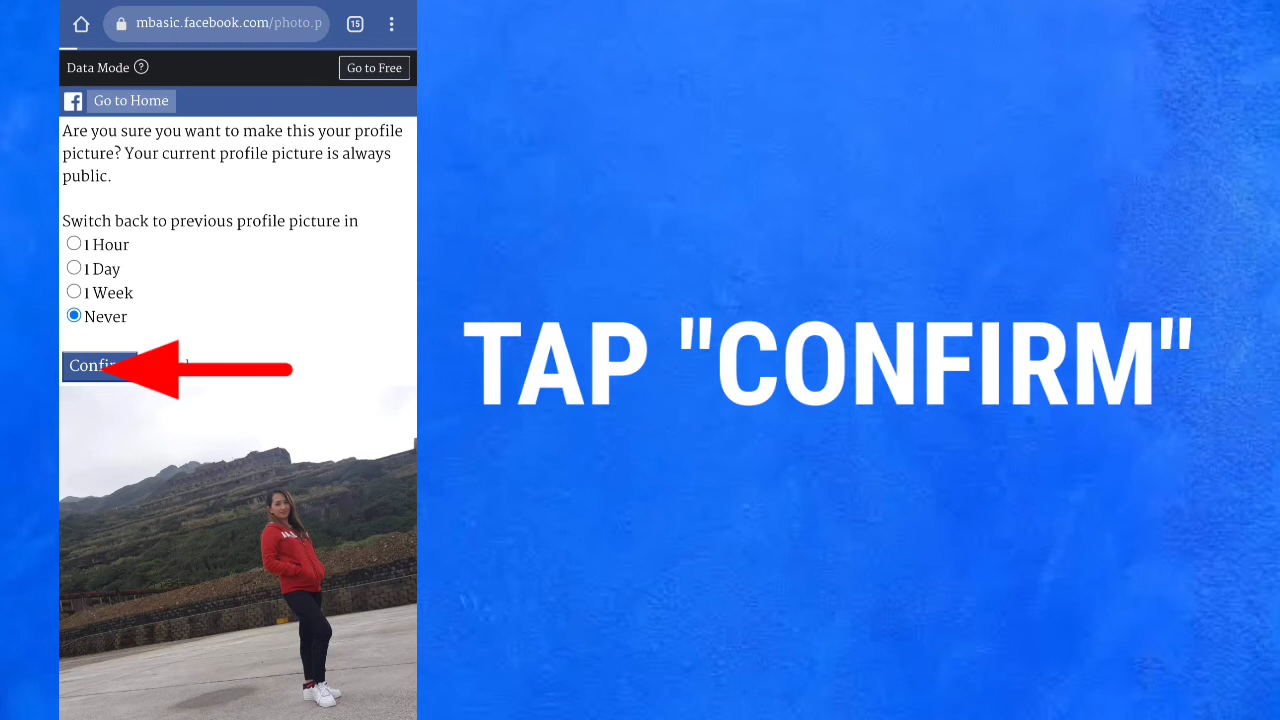 15
mbasic.facebook.com/photo.p
Data Mode ?
Go to Free
f
Go to Home
Are you sure you want to make this your profile
picture? Your current profile picture is always
public.
Switch back to previous profile picture in
1 Hour
1 Day
1 Week
Never
TAP "CONFIRM"